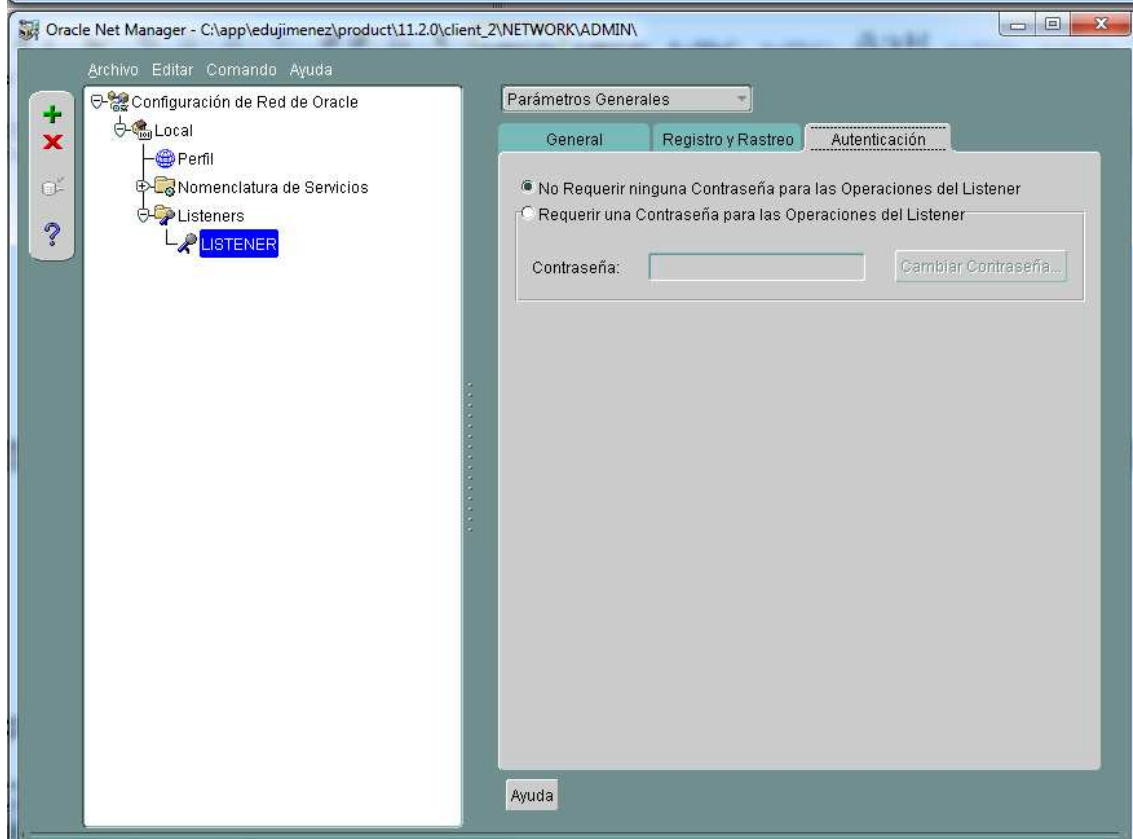 Oracle Net Manager - C:\app\edujimenez\product\11.2.0\client_2\NETWORK\ADMIN\
Archivo Editar Comando Ayuda
Configuración de Red de Oracle
Local
Perfil
Nomenclatura de Servicios
Listeners
LISTENER
Parámetros Generales
General Registro y Rastreo Autenticación
No Requerir ninguna Contraseña para las Operaciones del Listener
Requerir una Contraseña para las Operaciones del Listener
Contraseña: Cambiar Contraseña...
Ayuda